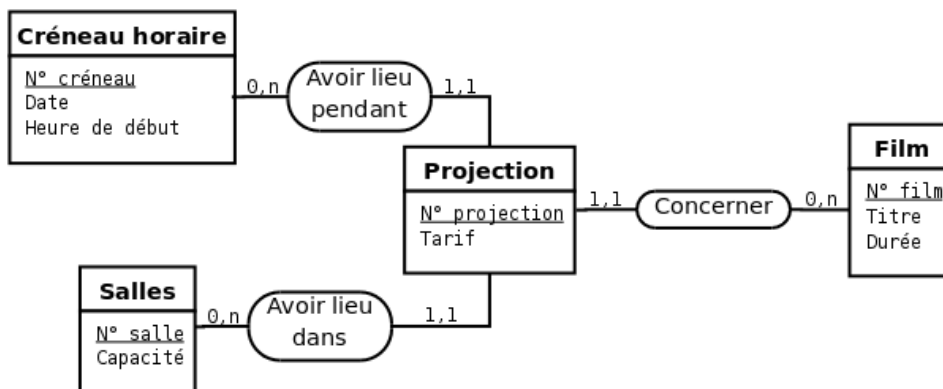 Créneau horaire
N° créneau
Date
Heure de début
0,n
Avoir lieu
pendant
1,1
Projection
N° projection
Tarif
1,1
Concerner
0,n
Film
N° film
Titre
Durée
Salles
N° salle
Capacité
0,n
Avoir lieu
dans
1,1